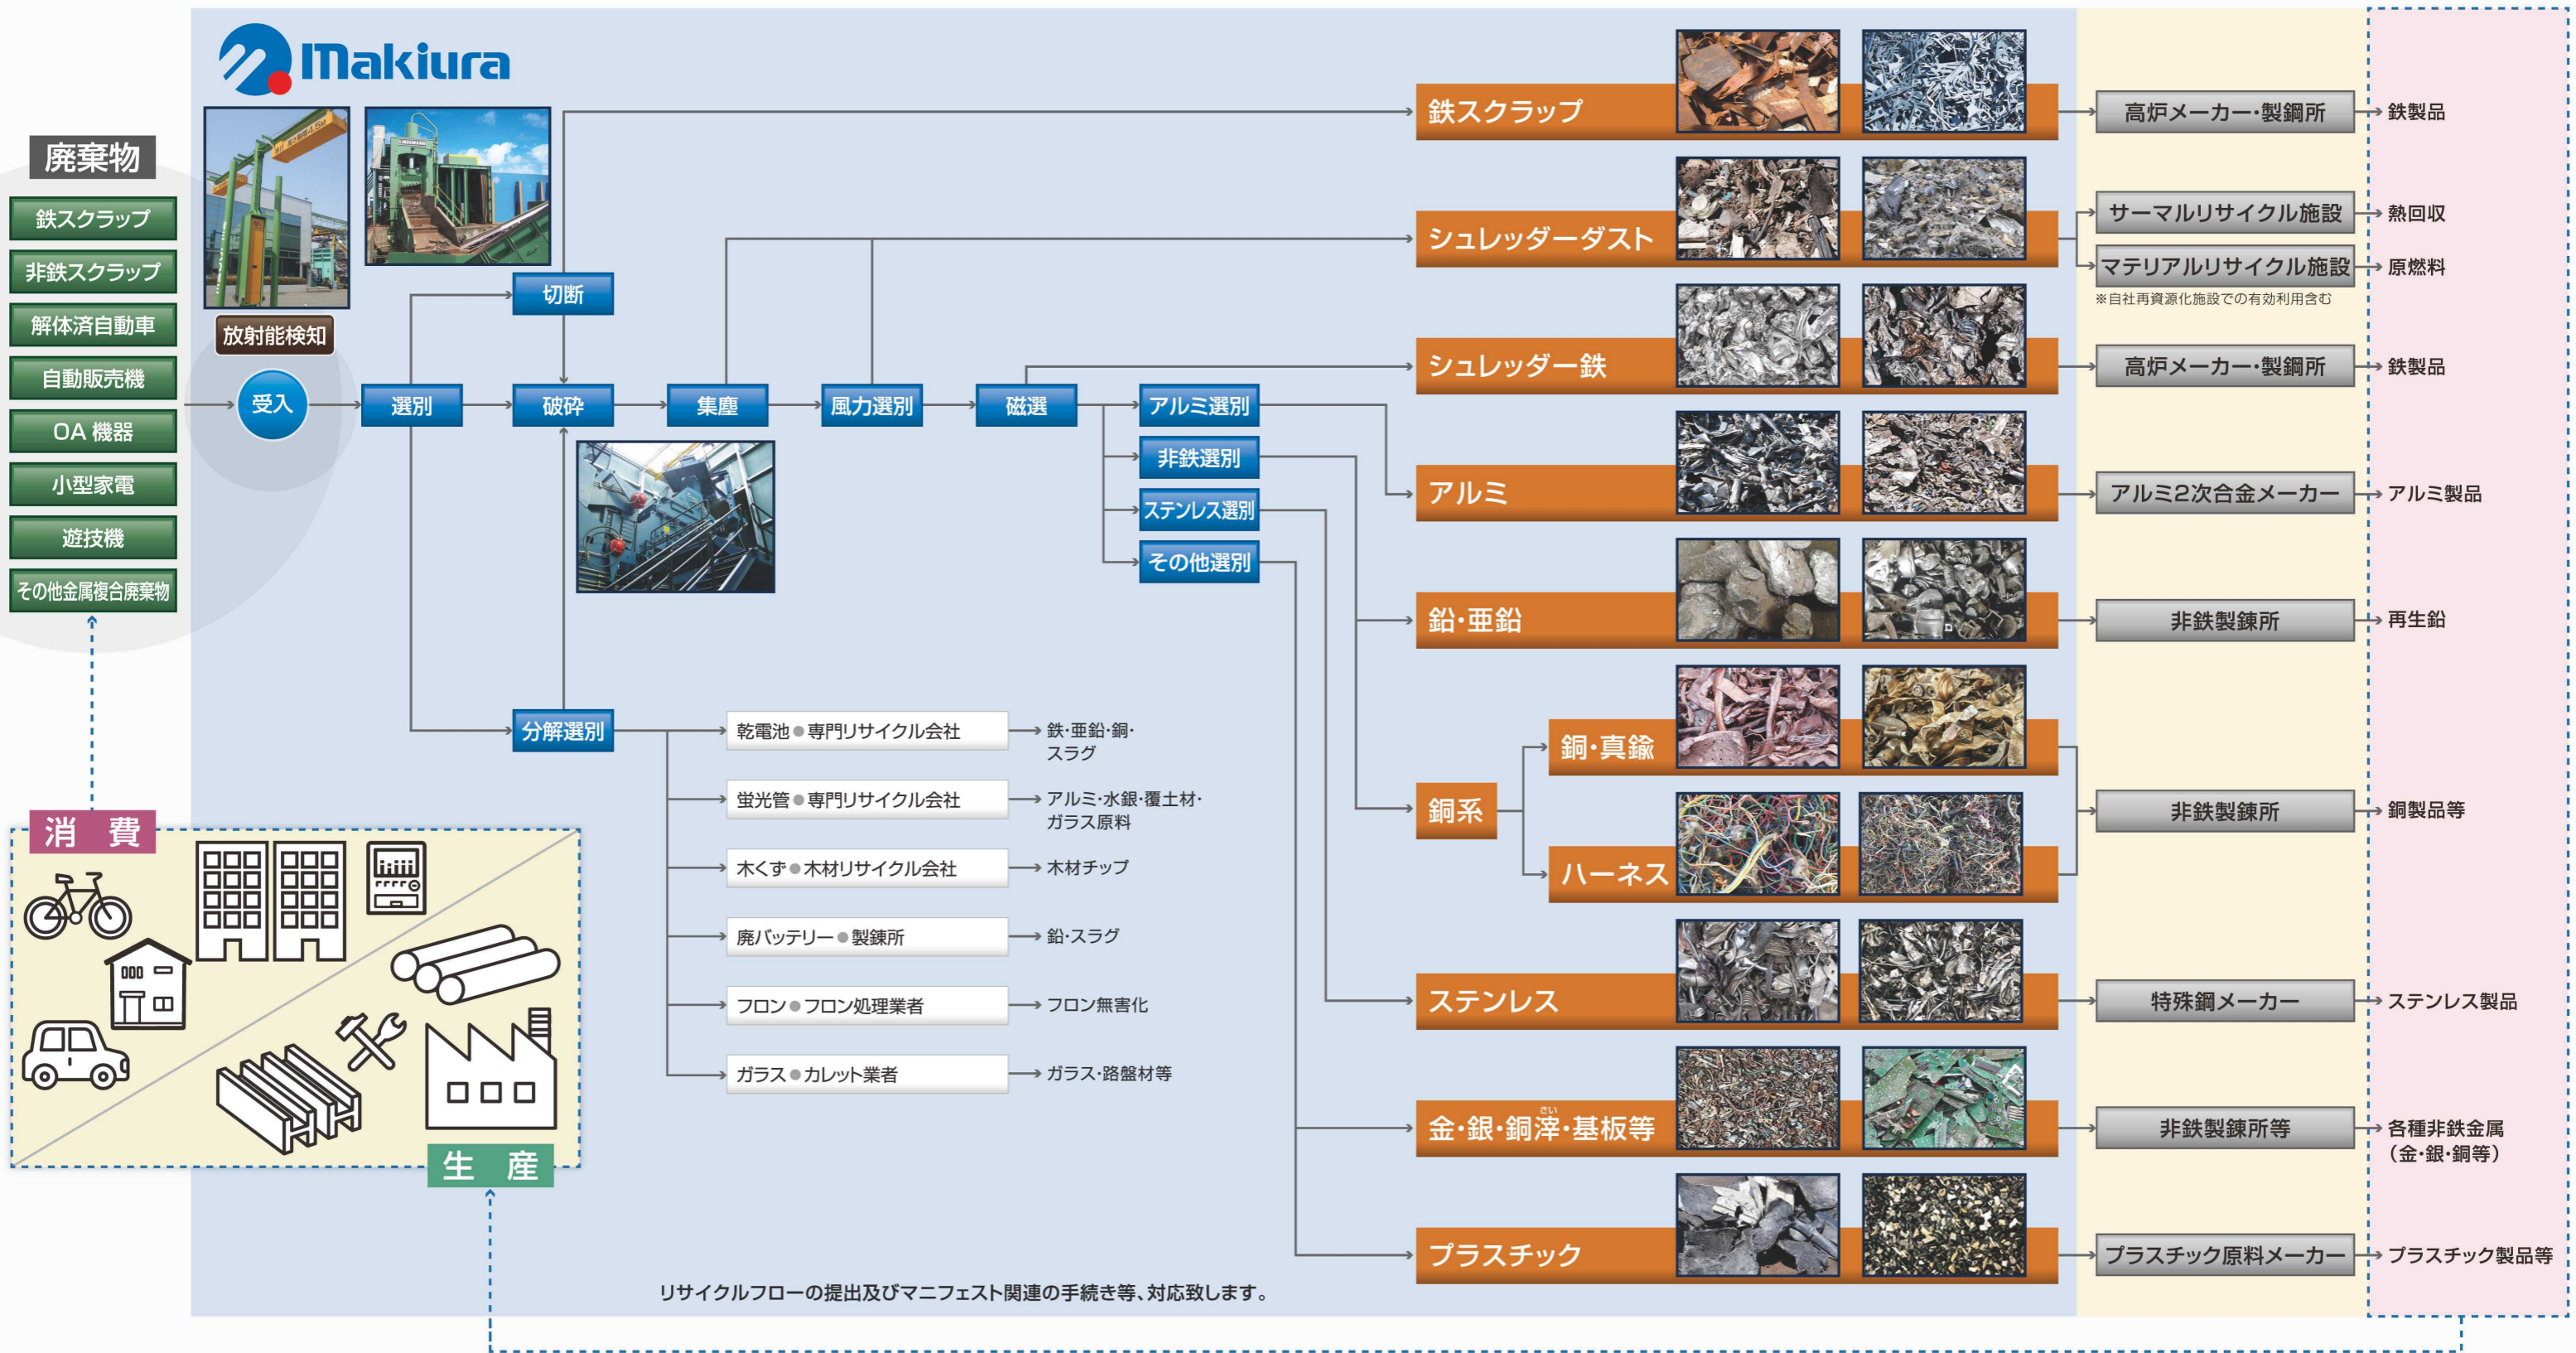 makiura
廃棄物
鉄スクラップ
非鉄スクラップ
解体済自動車
自動販売機
OA 機器
小型家電
遊技機
その他金属複合廃棄物
放射能検知
受入
選別
切断
破砕
集塵
風力選別
磁選
アルミ選別
非鉄選別
ステンレス選別
その他選別
分解選別
乾電池●専門リサイクル会社
鉄・亜鉛・銅・
スラグ
蛍光管●専門リサイクル会社
アルミ・水銀・覆土材・
ガラス原料
木くず●木材リサイクル会社
木材チップ
廃バッテリー●製錬所
鉛・スラグ
フロン●フロン処理業者
フロン無害化
ガラス●カレット業者
ガラス・路盤材等
消 費
生 産
鉄スクラップ
高炉メーカー・製鋼所
鉄製品
シュレッダーダスト
サーマルリサイクル施設
熱回収
マテリアルリサイクル施設
原燃料
※自社再資源化施設での有効利用含む
シュレッダー鉄
高炉メーカー・製鋼所
鉄製品
アルミ
アルミ2次合金メーカー
アルミ製品
鉛・亜鉛
非鉄製錬所
再生鉛
銅系
銅・真鍮
ハーネス
非鉄製錬所
銅製品等
ステンレス
特殊鋼メーカー
ステンレス製品
さい
金・銀・銅滓・基板等
非鉄製錬所等
各種非鉄金属
（金・銀・銅等）
プラスチック
プラスチック原料メーカー
プラスチック製品等
リサイクルフローの提出及びマニフェスト関連の手続き等、対応致します。